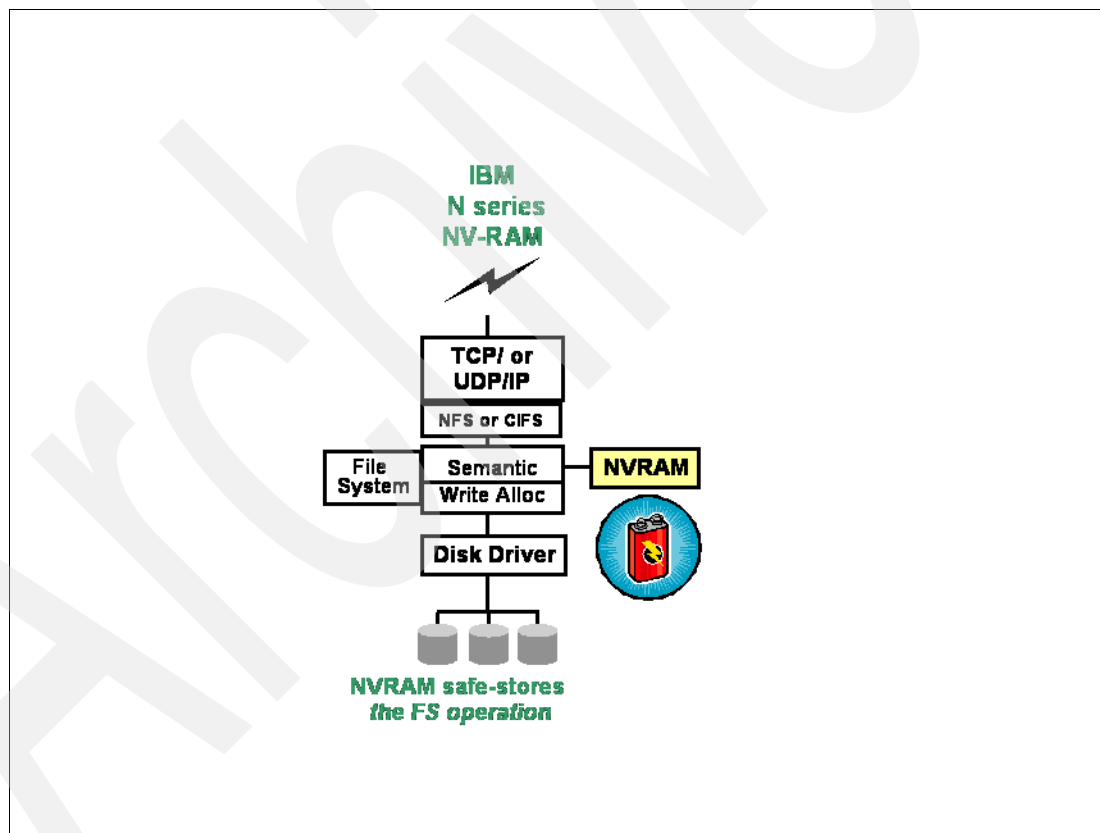 IBM
N series
NV-RAM
TCP/ or
UDP/IP
NFS or CIFS
File
System
Semantic
Write Alloc
NVRAM
Disk Driver
NVRAM safe-stores
the FS operation
Archive